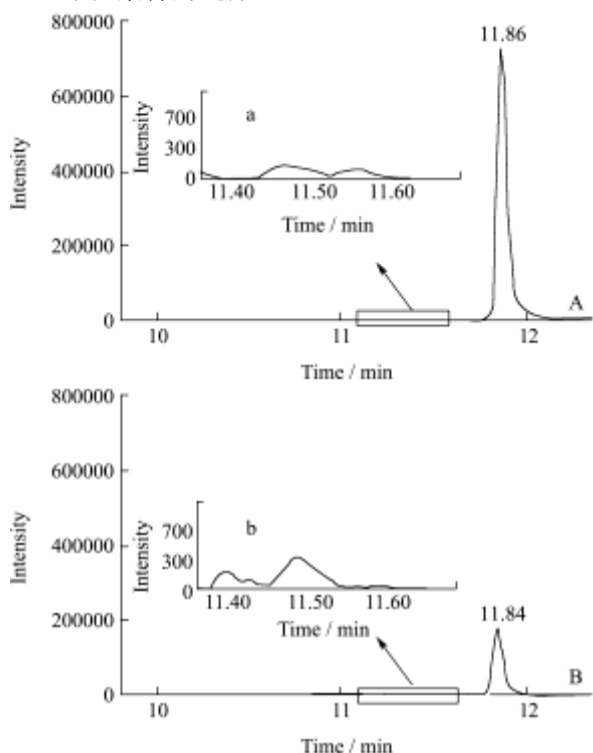 800000
11.86
600000
Intensity
400000
200000
0
700
300
0
Intensity
a
11.40 11.50 11.60
Time / min
A
10 11 12
Time / min
800000
600000
Intensity
400000
200000
0
700
300
0
Intensity
b
11.40 11.50 11.60
Time / min
11.84
B
10 11 12
Time / min